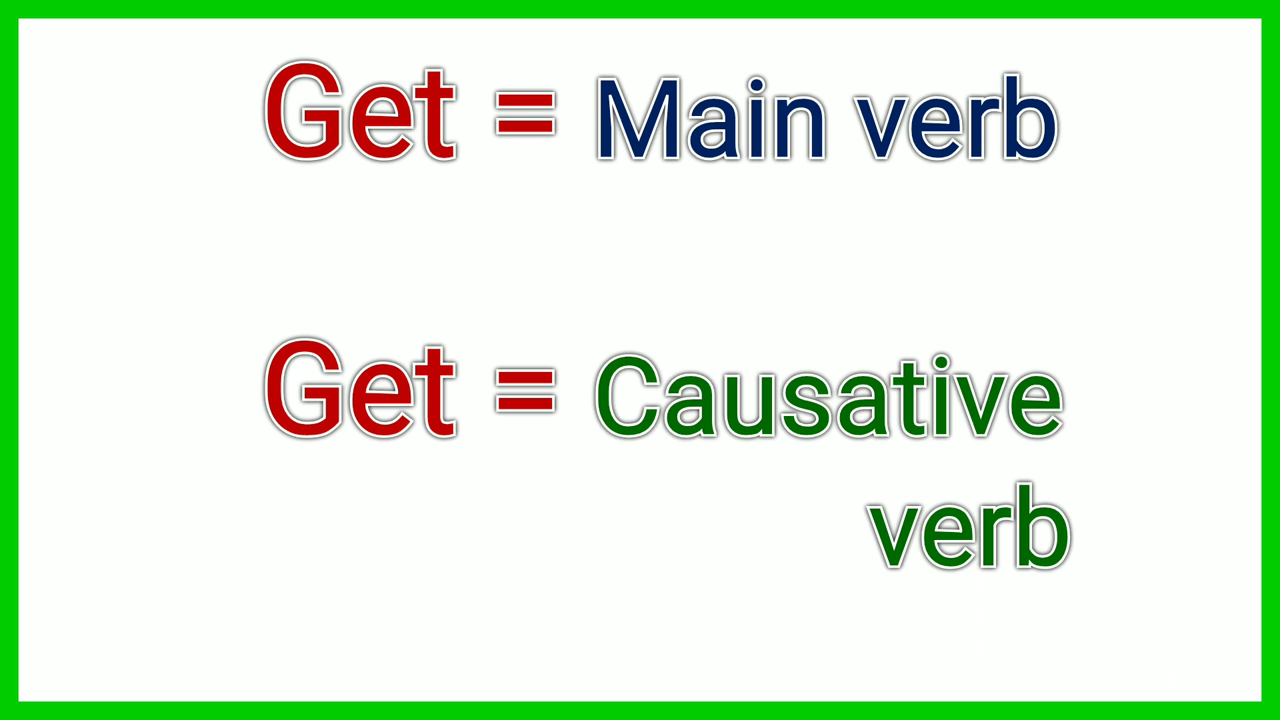 Get = Main verb
Get = Causative
verb